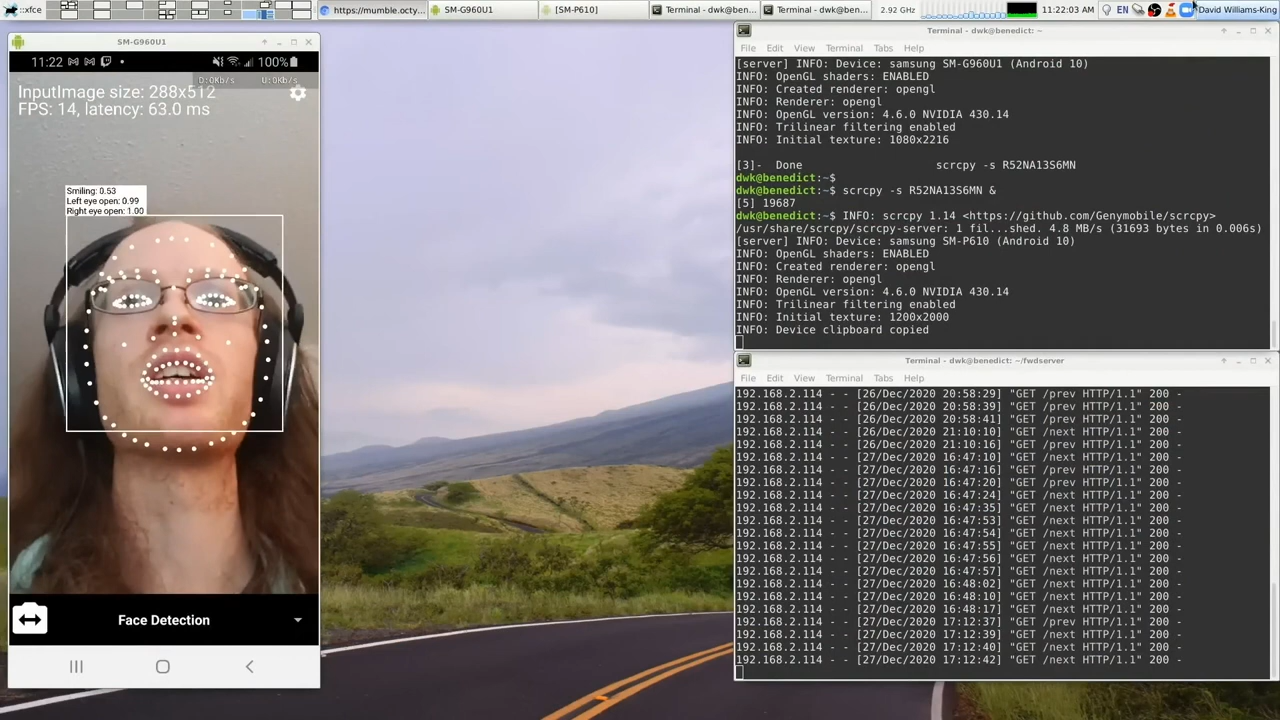 ::xfce
https://mumble.octy...
SM-G960U1
[SM-P610]
Terminal - dwk@ben...
Terminal - dwk@ben...
2.92 GHz
11:22:03 AM
EN
David Williams-King
SM-G960U1
11:22
100%
D:0Kb/s U:0Kb/s
InputImage size: 288x512
FPS: 14, latency: 63.0 ms
Smiling: 0.53
Left eye open: 0.99
Right eye open: 1.00
Face Detection
Terminal - dwk@benedict: ~
File Edit View Terminal Tabs Help
[server] INFO: Device: samsung SM-G960U1 (Android 10)
INFO: OpenGL shaders: ENABLED
INFO: Created renderer: opengl
INFO: Renderer: opengl
INFO: OpenGL version: 4.6.0 NVIDIA 430.14
INFO: Trilinear filtering enabled
INFO: Initial texture: 1080x2216
[3]- Done scrcpy -s R52NA13S6MN
dwk@benedict:~$
dwk@benedict:~$ scrcpy -s R52NA13S6MN &
[5] 19687
dwk@benedict:~$ INFO: scrcpy 1.14 <https://github.com/Genymobile/scrcpy>
/usr/share/scrcpy/scrcpy-server: 1 fil...shed. 4.8 MB/s (31693 bytes in 0.006s)
[server] INFO: Device: samsung SM-P610 (Android 10)
INFO: OpenGL shaders: ENABLED
INFO: Created renderer: opengl
INFO: Renderer: opengl
INFO: OpenGL version: 4.6.0 NVIDIA 430.14
INFO: Trilinear filtering enabled
INFO: Initial texture: 1200x2000
INFO: Device clipboard copied
Terminal - dwk@benedict: ~/fwdserver
File Edit View Terminal Tabs Help
192.168.2.114 - - [26/Dec/2020 20:58:29] "GET /prev HTTP/1.1" 200 -
192.168.2.114 - - [26/Dec/2020 20:58:39] "GET /prev HTTP/1.1" 200 -
192.168.2.114 - - [26/Dec/2020 20:58:41] "GET /prev HTTP/1.1" 200 -
192.168.2.114 - - [26/Dec/2020 21:10:10] "GET /next HTTP/1.1" 200 -
192.168.2.114 - - [26/Dec/2020 21:10:16] "GET /prev HTTP/1.1" 200 -
192.168.2.114 - - [27/Dec/2020 16:47:10] "GET /next HTTP/1.1" 200 -
192.168.2.114 - - [27/Dec/2020 16:47:16] "GET /next HTTP/1.1" 200 -
192.168.2.114 - - [27/Dec/2020 16:47:20] "GET /prev HTTP/1.1" 200 -
192.168.2.114 - - [27/Dec/2020 16:47:24] "GET /next HTTP/1.1" 200 -
192.168.2.114 - - [27/Dec/2020 16:47:35] "GET /next HTTP/1.1" 200 -
192.168.2.114 - - [27/Dec/2020 16:47:53] "GET /next HTTP/1.1" 200 -
192.168.2.114 - - [27/Dec/2020 16:47:54] "GET /next HTTP/1.1" 200 -
192.168.2.114 - - [27/Dec/2020 16:47:55] "GET /next HTTP/1.1" 200 -
192.168.2.114 - - [27/Dec/2020 16:47:56] "GET /next HTTP/1.1" 200 -
192.168.2.114 - - [27/Dec/2020 16:47:57] "GET /next HTTP/1.1" 200 -
192.168.2.114 - - [27/Dec/2020 16:48:02] "GET /next HTTP/1.1" 200 -
192.168.2.114 - - [27/Dec/2020 16:48:10] "GET /next HTTP/1.1" 200 -
192.168.2.114 - - [27/Dec/2020 16:48:17] "GET /next HTTP/1.1" 200 -
192.168.2.114 - - [27/Dec/2020 17:12:37] "GET /prev HTTP/1.1" 200 -
192.168.2.114 - - [27/Dec/2020 17:12:39] "GET /next HTTP/1.1" 200 -
192.168.2.114 - - [27/Dec/2020 17:12:40] "GET /next HTTP/1.1" 200 -
192.168.2.114 - - [27/Dec/2020 17:12:42] "GET /next HTTP/1.1" 200 -